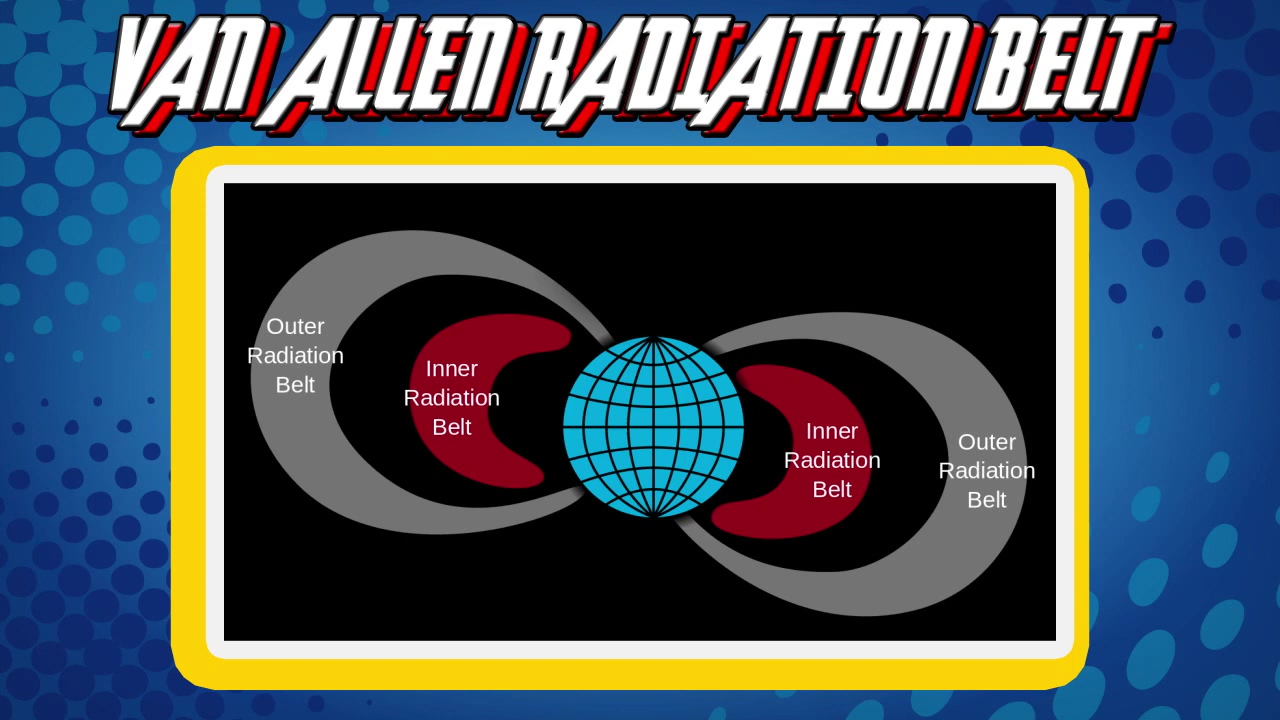 VAN ALLEN RADIATION BELT
Outer
Radiation
Belt
Inner
Radiation
Belt
Inner
Radiation
Belt
Outer
Radiation
Belt